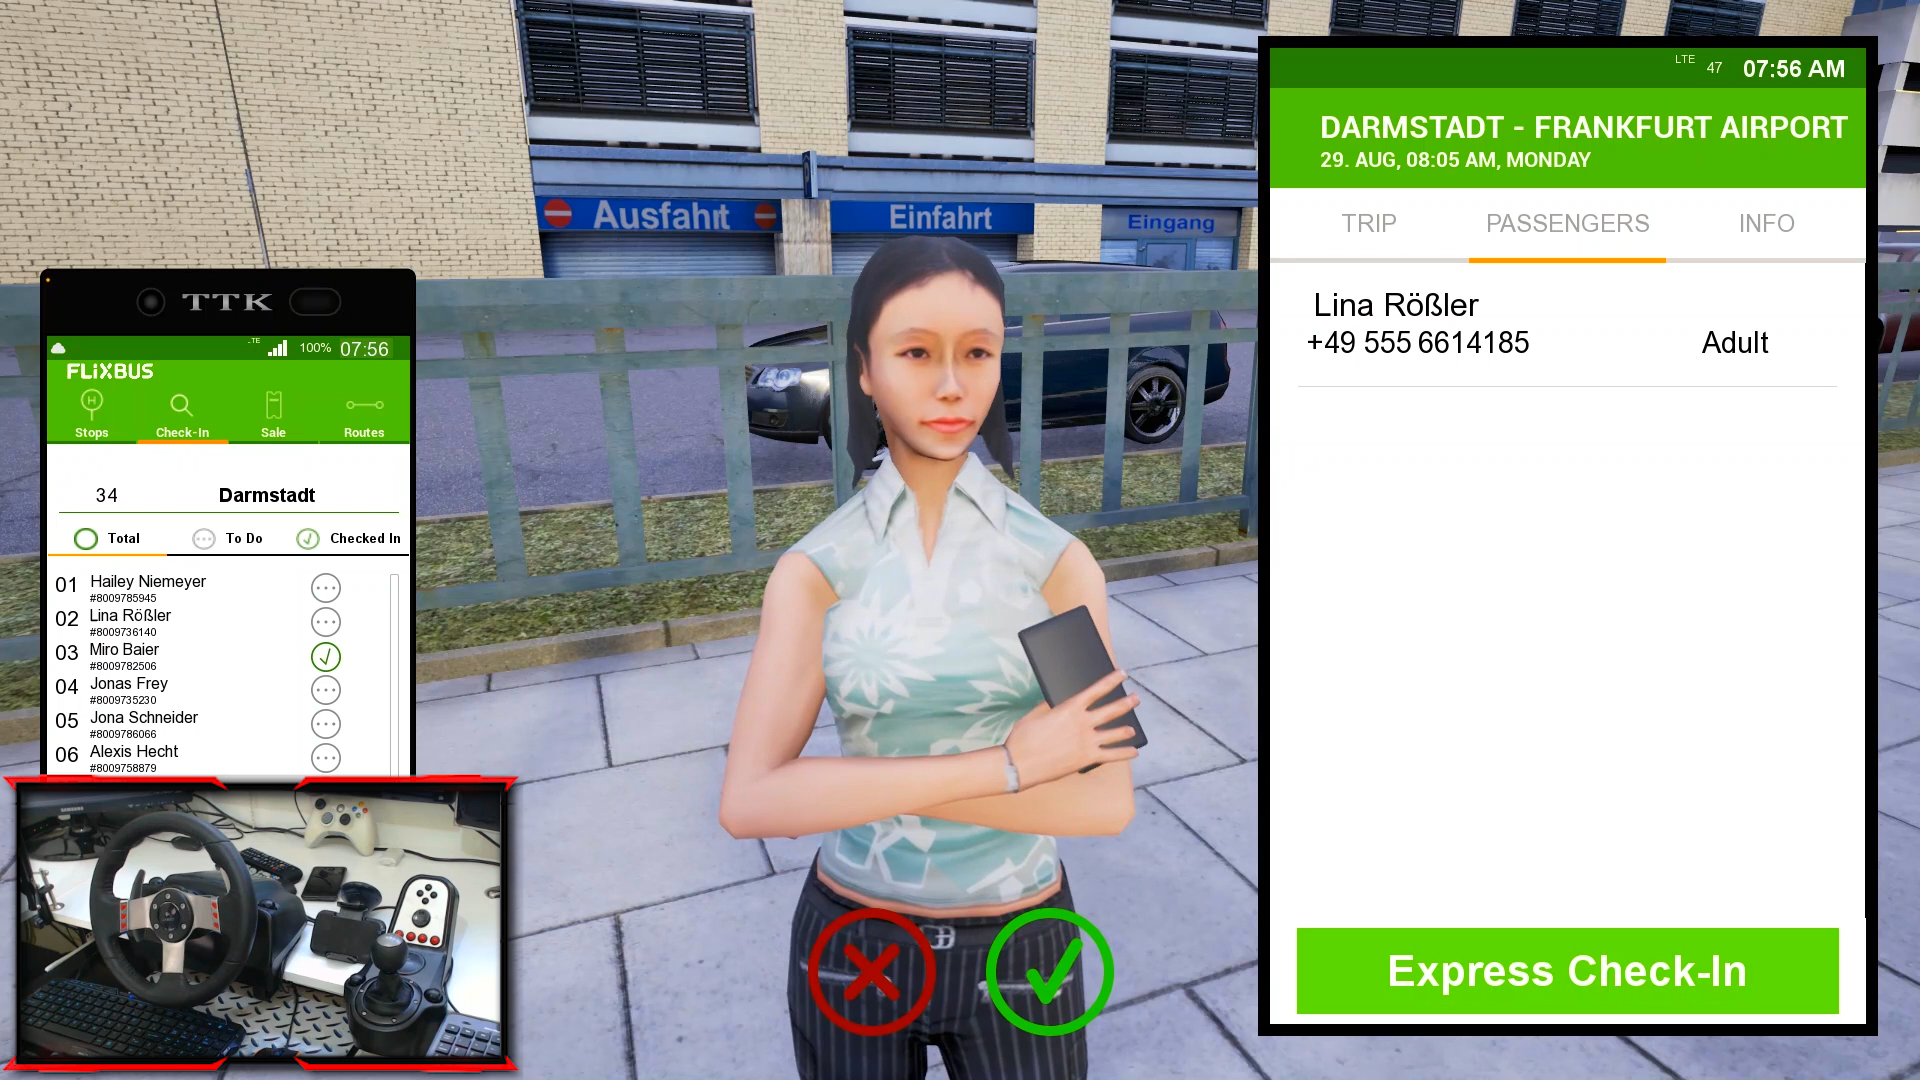 Ausfahrt
Einfahrt
Eingang
TTK
LTE
100%
07:56
FLiXBUS
Stops
Check-In
Sale
Routes
34
Darmstadt
Total
To Do
Checked In
01
Hailey Niemeyer
#8009785945
02
Lina Rößler
#8009736140
03
Miro Baier
#8009782506
04
Jonas Frey
#8009735230
05
Jona Schneider
#8009786066
06
Alexis Hecht
#8009758879
SAMSUNG
LTE
47
07:56 AM
DARMSTADT - FRANKFURT AIRPORT
29. AUG, 08:05 AM, MONDAY
TRIP
PASSENGERS
INFO
Lina Rößler
+49 555 6614185
Adult
Express Check-In